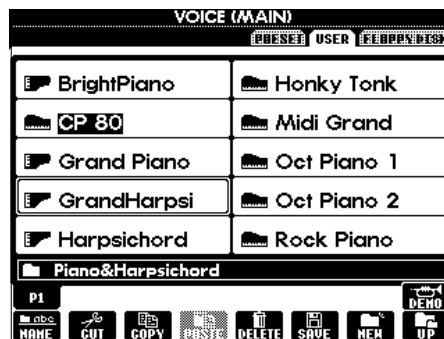 VOICE (MAIN)
PRESET USER FLOPPY DISK
BrightPiano Honky Tonk
CP 80 Midi Grand
Grand Piano Oct Piano 1
GrandHarpsi Oct Piano 2
Harpsichord Rock Piano
Piano&Harpsichord
P1 DEMO
abc
NAME CUT COPY PASTE DELETE SAVE NEW UP